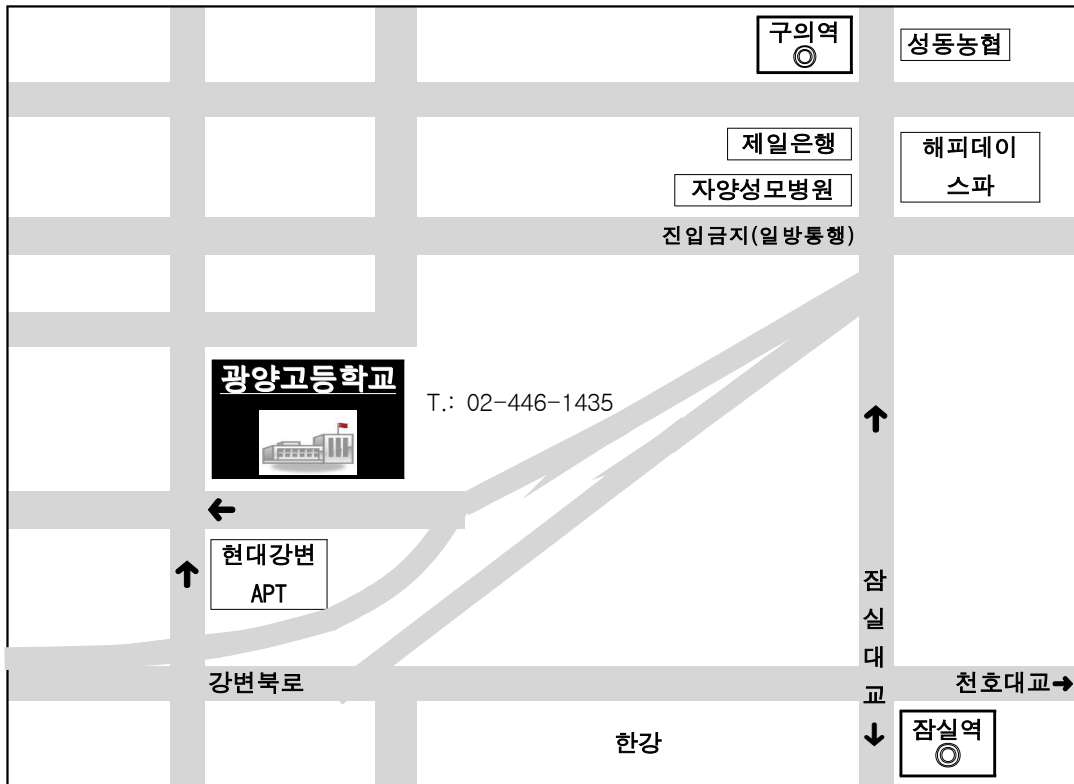 구의역
성동농협
제일은행
해피데이
스파
자양성모병원
진입금지(일방통행)
광양고등학교
T.: 02-446-1435
현대강변
APT
잠실대교
강변북로
천호대교
한강
잠실역